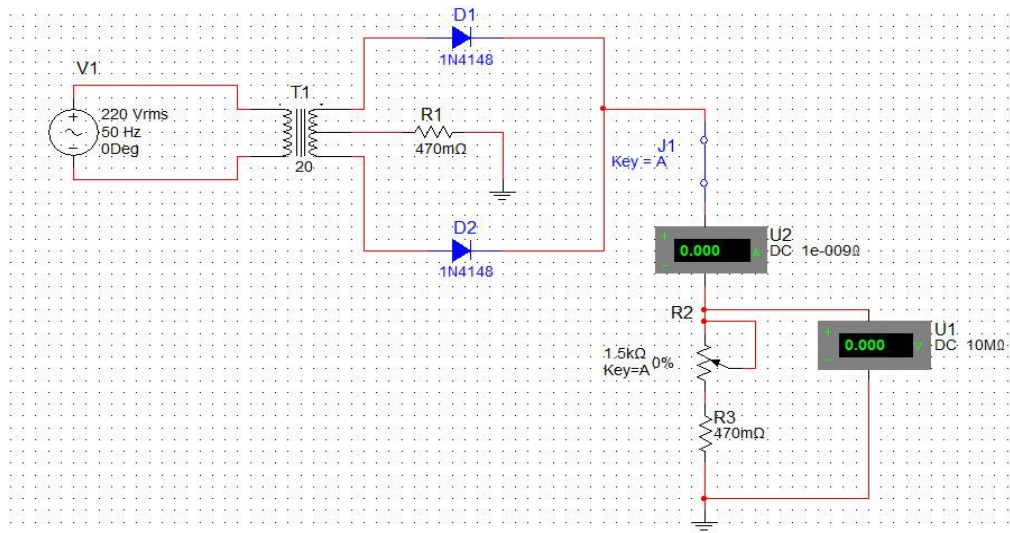 D1
1N4148
V1
220 Vrms
50 Hz
0Deg
T1
20
R1
470mΩ
J1
Key = A
D2
1N4148
U2
+
0.000
A
DC 1e-009Ω
R2
1.5kΩ
Key=A
0%
U1
+
0.000
V
DC 10MΩ
R3
470mΩ